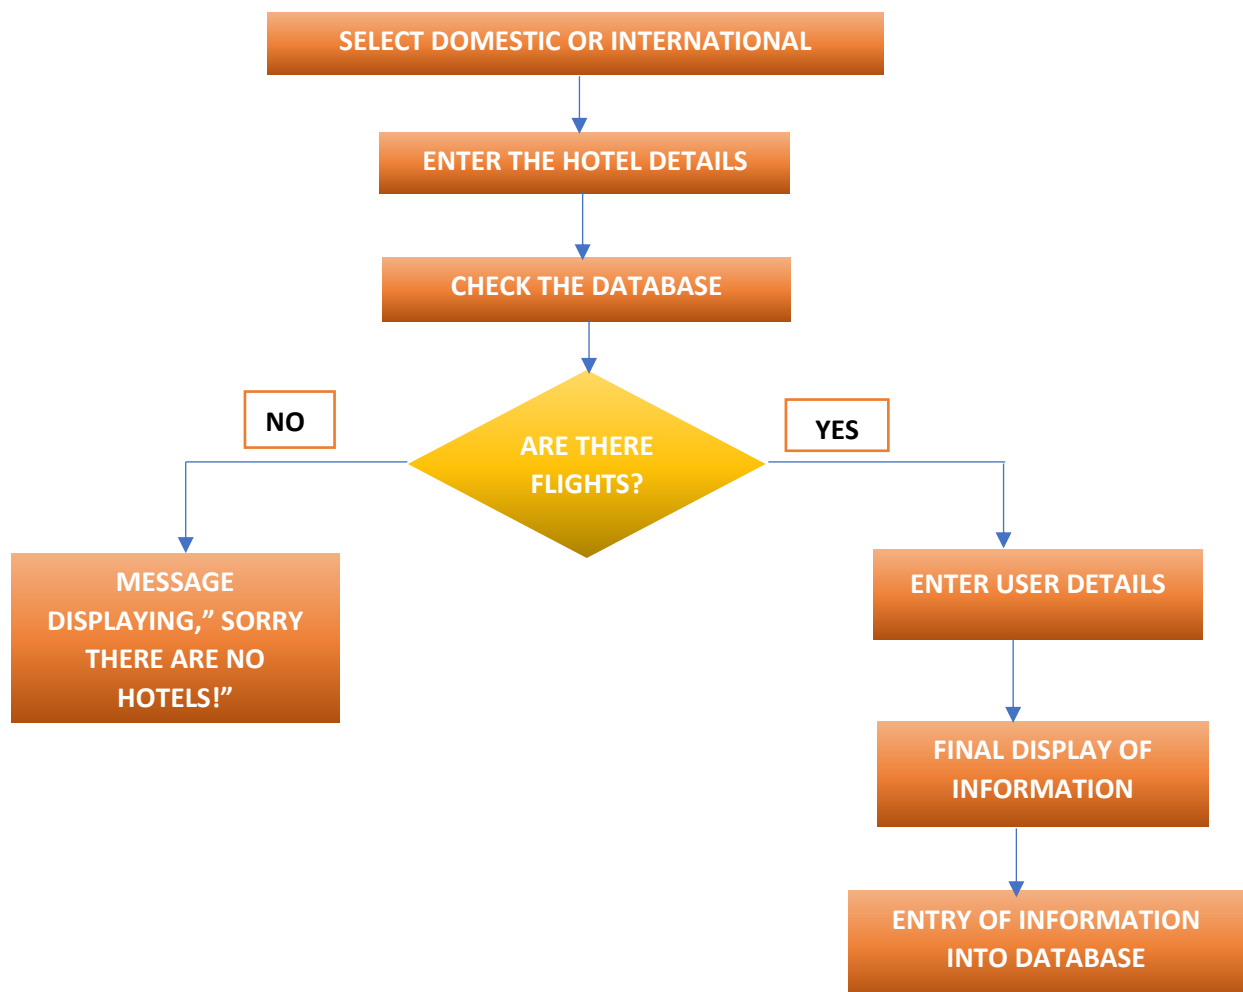 SELECT DOMESTIC OR INTERNATIONAL
ENTER THE HOTEL DETAILS
CHECK THE DATABASE
ARE THERE
FLIGHTS?
NO
YES
MESSAGE
DISPLAYING,” SORRY
THERE ARE NO
HOTELS!”
ENTER USER DETAILS
FINAL DISPLAY OF
INFORMATION
ENTRY OF INFORMATION
INTO DATABASE